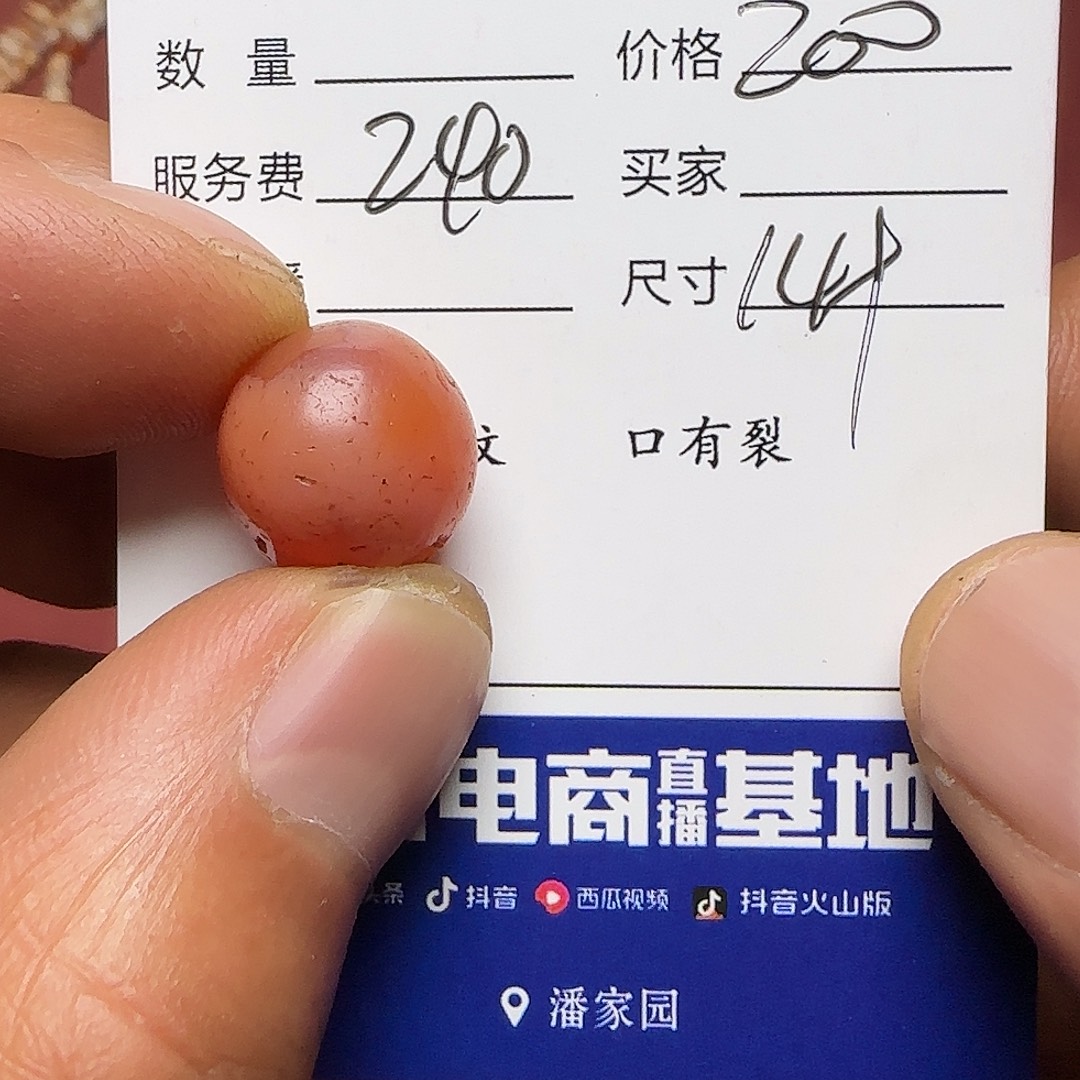 数 量 价格 200
服务费 240 买家
尺寸 14
纹 口有裂
电商直播基地
头条 抖音 西瓜视频 抖音火山版
潘家园